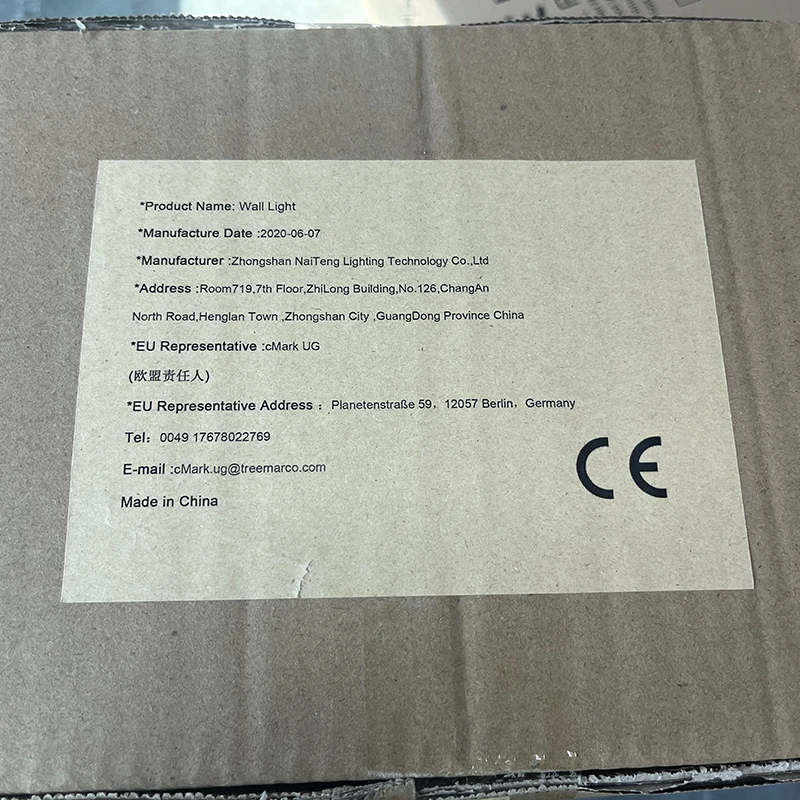 *Product Name: Wall Light
*Manufacture Date :2020-06-07
*Manufacturer :Zhongshan NaiTeng Lighting Technology Co.,Ltd
*Address :Room719,7th Floor,ZhiLong Building,No.126,ChangAn
North Road,Henglan Town ,Zhongshan City ,GuangDong Province China
*EU Representative :cMark UG
(欧盟责任人)
*EU Representative Address ：Planetenstraße 59，12057 Berlin，Germany
Tel：0049 17678022769
E-mail :cMark.ug@treemarco.com
CE
Made in China